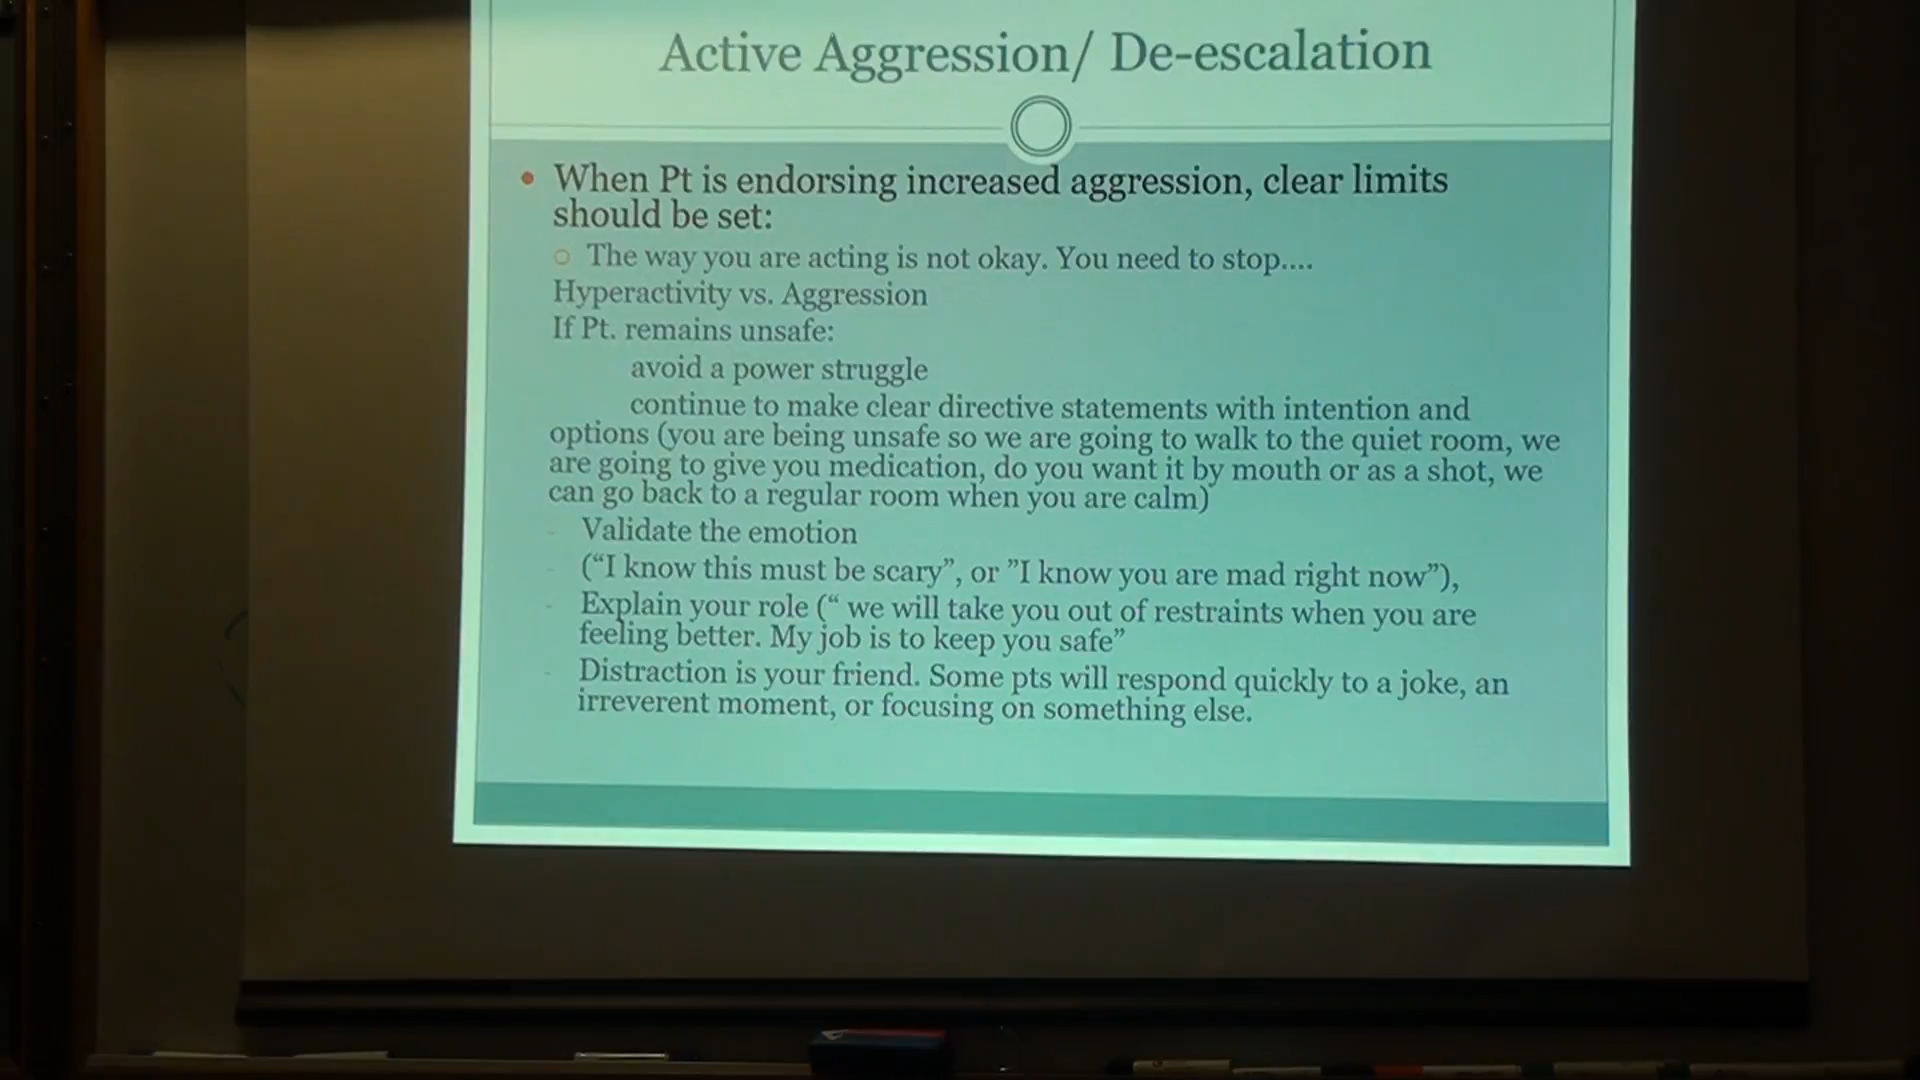 Active Aggression/ De-escalation
• When Pt is endorsing increased aggression, clear limits
should be set:
○ The way you are acting is not okay. You need to stop....
Hyperactivity vs. Aggression
If Pt. remains unsafe:
avoid a power struggle
continue to make clear directive statements with intention and
options (you are being unsafe so we are going to walk to the quiet room, we
are going to give you medication, do you want it by mouth or as a shot, we
can go back to a regular room when you are calm)
- Validate the emotion
- (“I know this must be scary”, or ”I know you are mad right now”),
- Explain your role (“ we will take you out of restraints when you are
feeling better. My job is to keep you safe”
- Distraction is your friend. Some pts will respond quickly to a joke, an
irreverent moment, or focusing on something else.